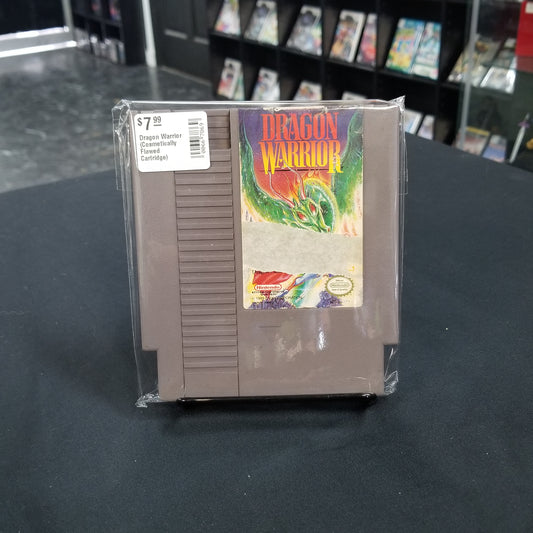 $7.99
Dragon Warrior
(Cosmetically
Flawed
Cartridge)
DRAGON
WARRIOR
Nintendo